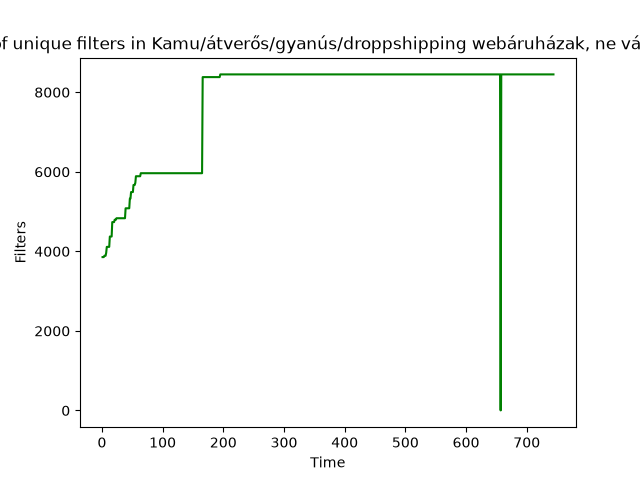 of unique filters in Kamu/átverős/gyanús/droppshipping webáruházak, ne vá
Filters
8000
6000
4000
2000
0
0 100 200 300 400 500 600 700
Time